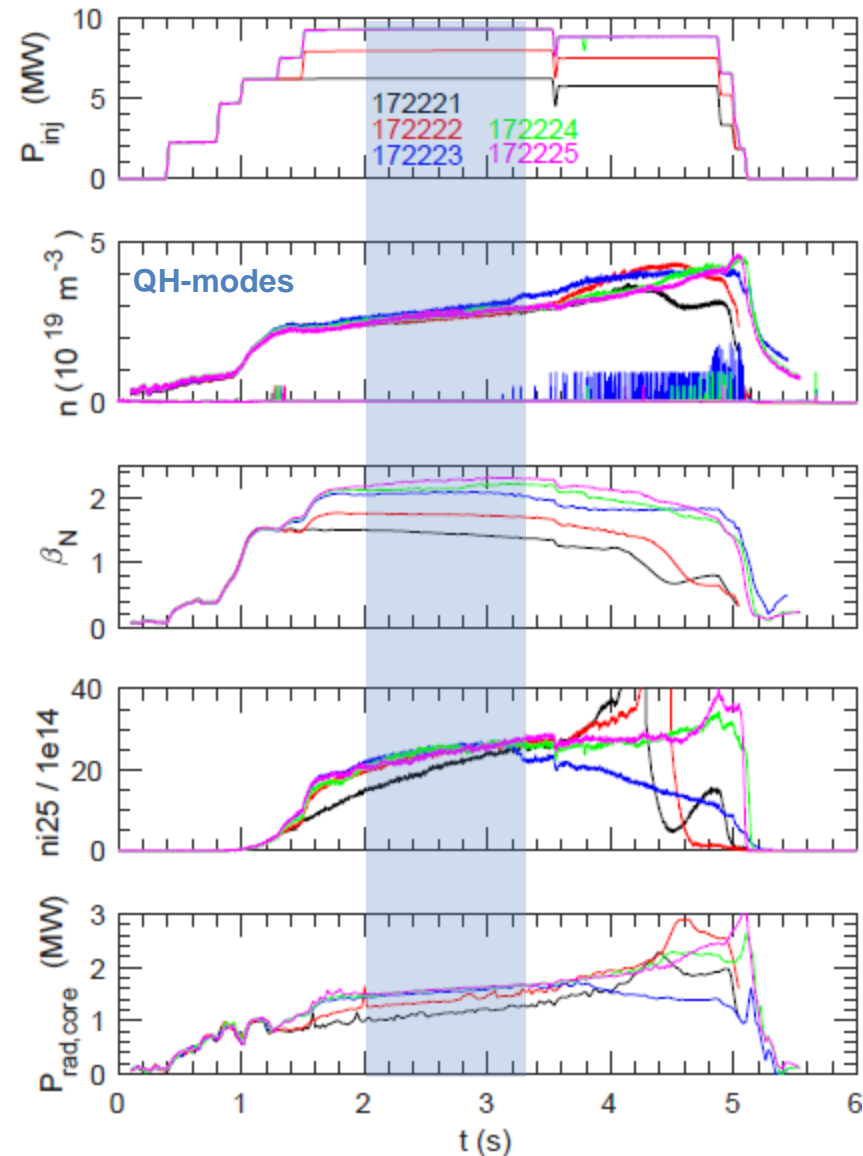 10
5
0
P_inj (MW)
172221
172222 172224
172223 172225
5
0
n (10 19 m −3)
QH-modes
2
1
0
β_N
40
20
0
ni25 / 1e14
3
2
1
0
P_rad,core (MW)
0 1 2 3 4 5 6
t (s)